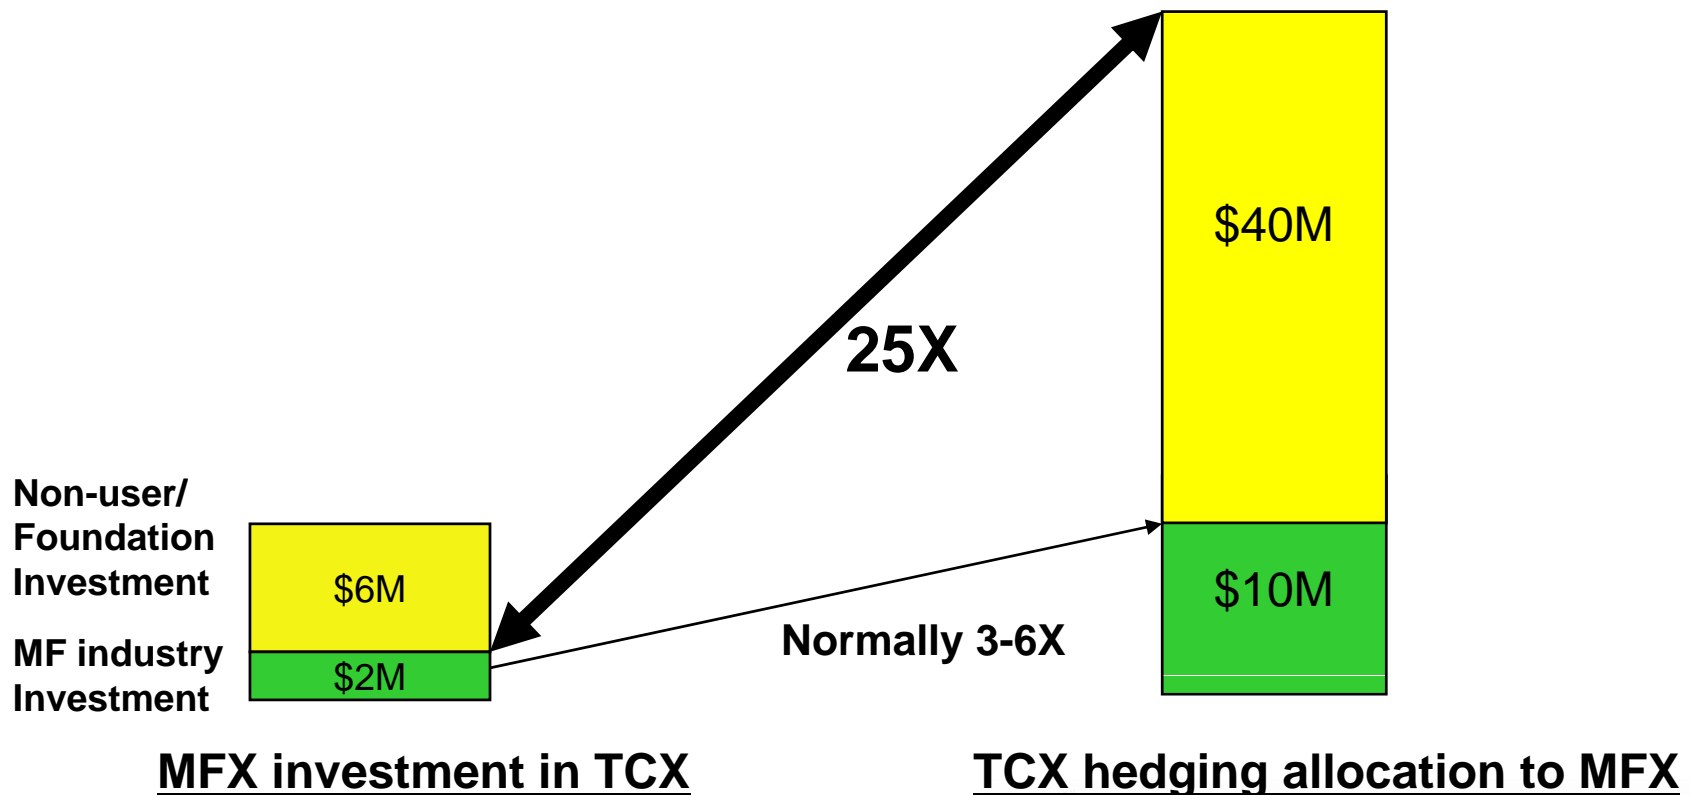 $40M
25X
Non-user/
Foundation
Investment
$6M
$10M
Normally 3-6X
MF industry
Investment
$2M
MFX investment in TCX
TCX hedging allocation to MFX